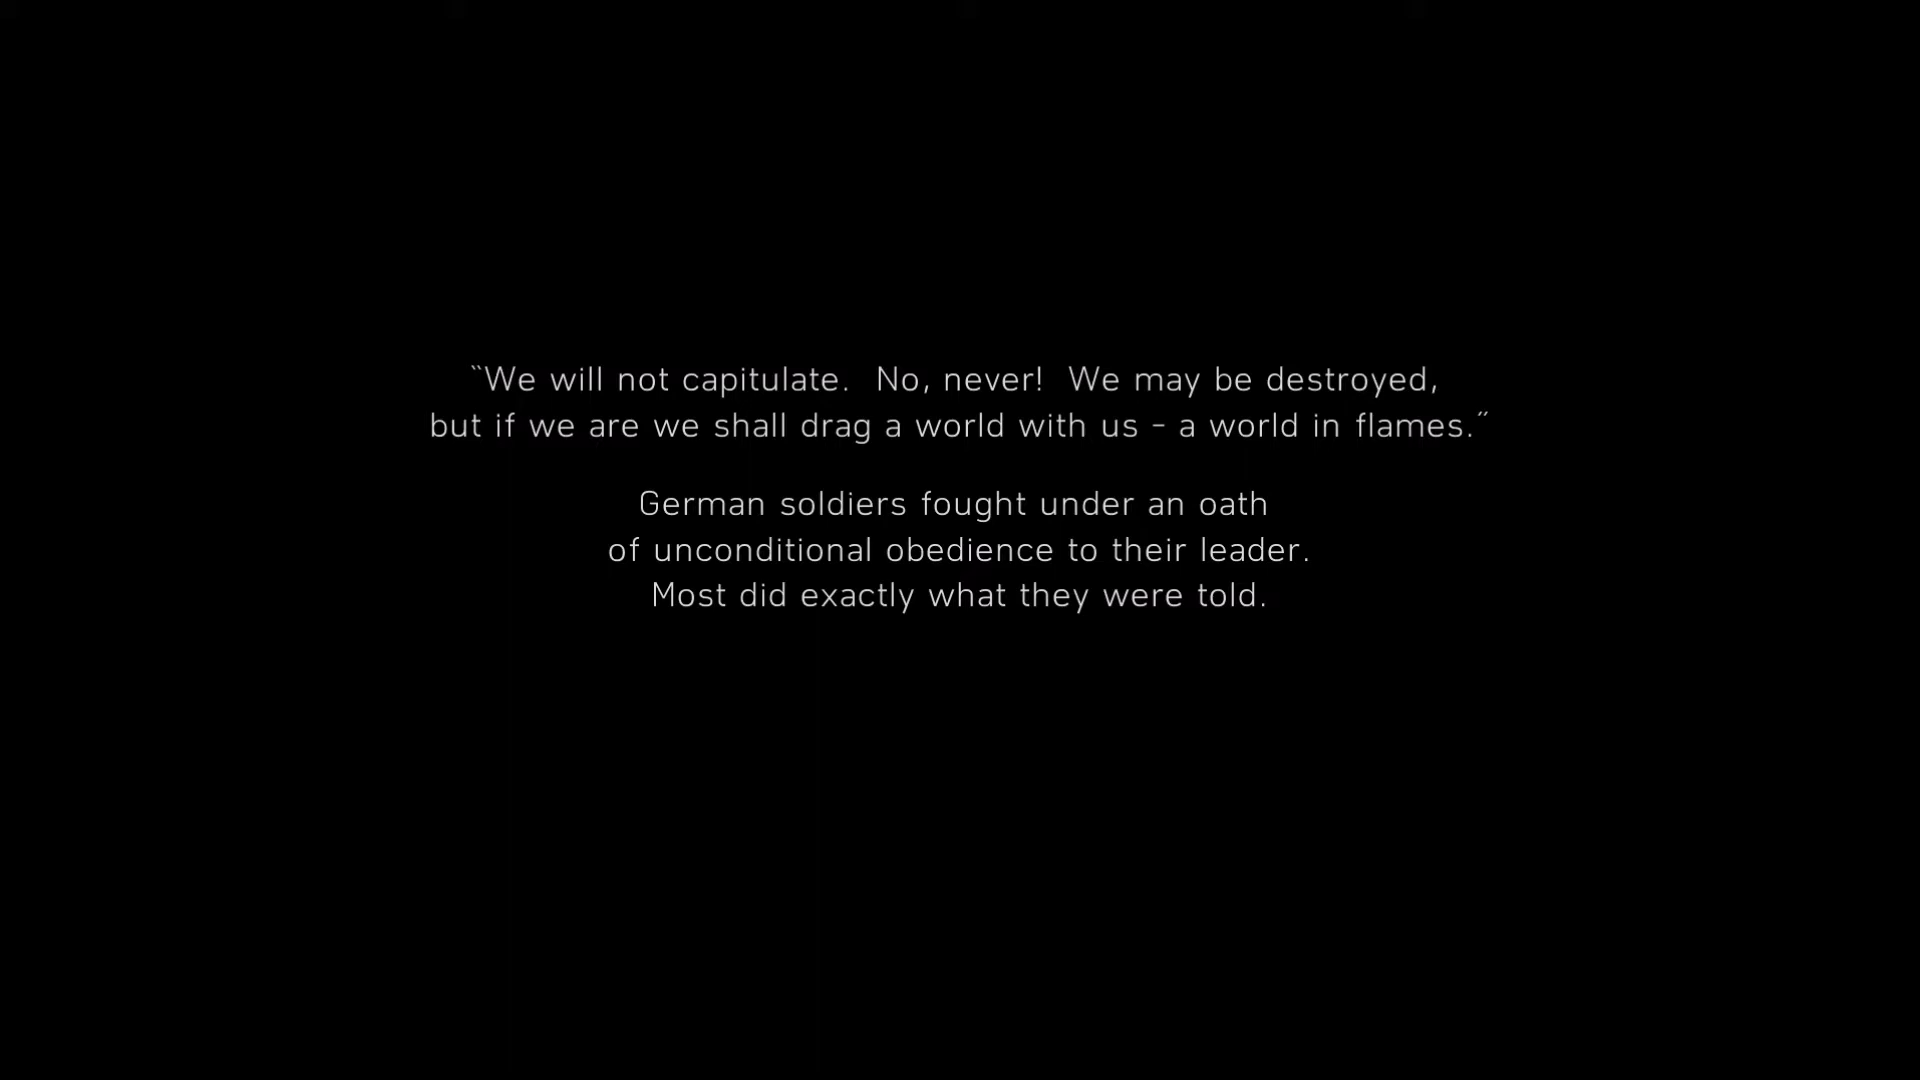 “We will not capitulate.  No, never!  We may be destroyed,
but if we are we shall drag a world with us - a world in flames.”
German soldiers fought under an oath
of unconditional obedience to their leader.
Most did exactly what they were told.